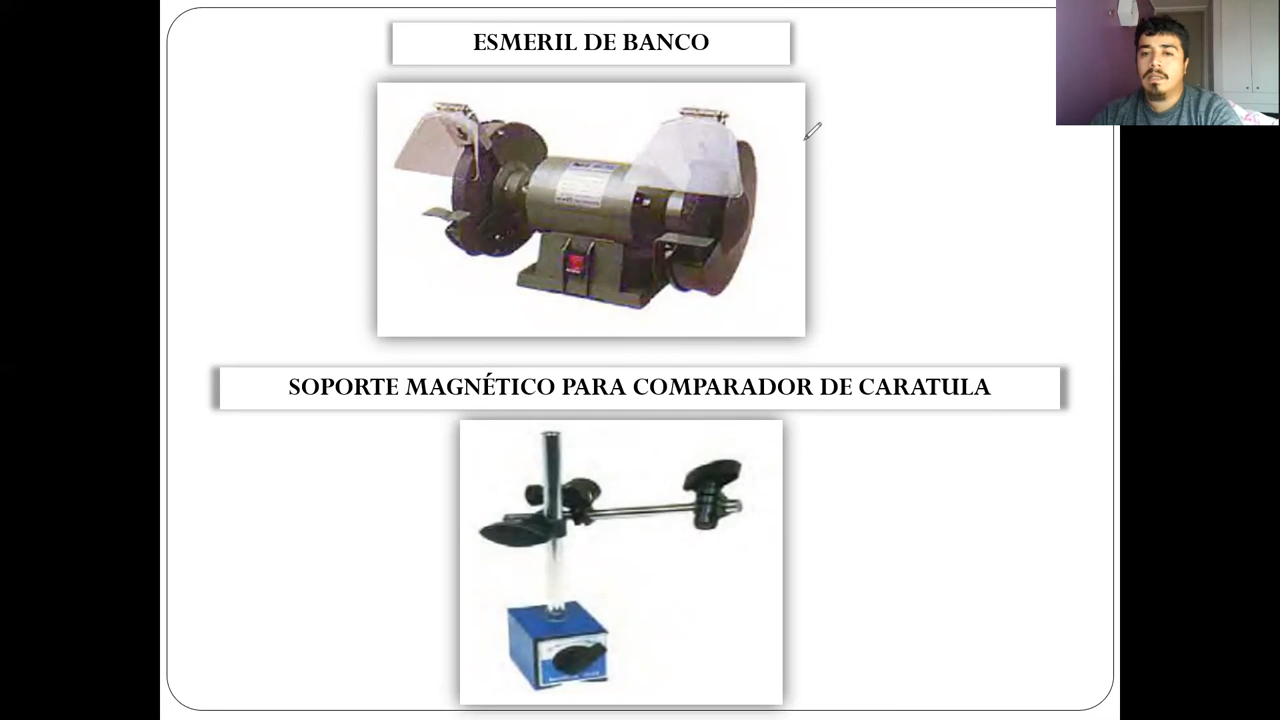 ESMERIL DE BANCO
SOPORTE MAGNÉTICO PARA COMPARADOR DE CARATULA